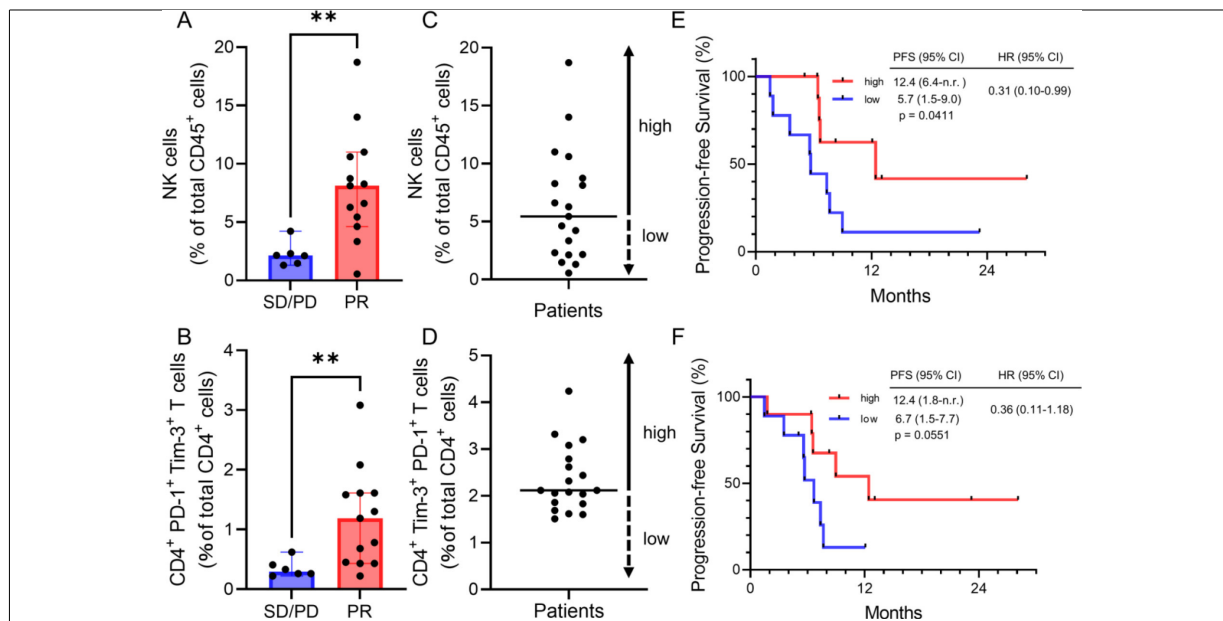 A
**
NK cells
(% of total CD45+ cells)
20
15
10
5
0
SD/PD
PR
C
NK cells
(% of total CD45+ cells)
20
15
10
5
0
high
low
Patients
E
Progression-free Survival (%)
100
50
0
0
12
24
Months
PFS (95% CI)
HR (95% CI)
high
12.4 (6.4-n.r.)
0.31 (0.10-0.99)
low
5.7 (1.5-9.0)
p = 0.0411
B
**
CD4+ PD-1+ Tim-3+ T cells
(% of total CD4+ cells)
4
3
2
1
0
SD/PD
PR
D
CD4+ Tim-3+ PD-1+ T cells
(% of total CD4+ cells)
5
4
3
2
1
0
high
low
Patients
F
Progression-free Survival (%)
100
50
0
0
12
24
Months
PFS (95% CI)
HR (95% CI)
high
12.4 (1.8-n.r.)
0.36 (0.11-1.18)
low
6.7 (1.5-7.7)
p = 0.0551